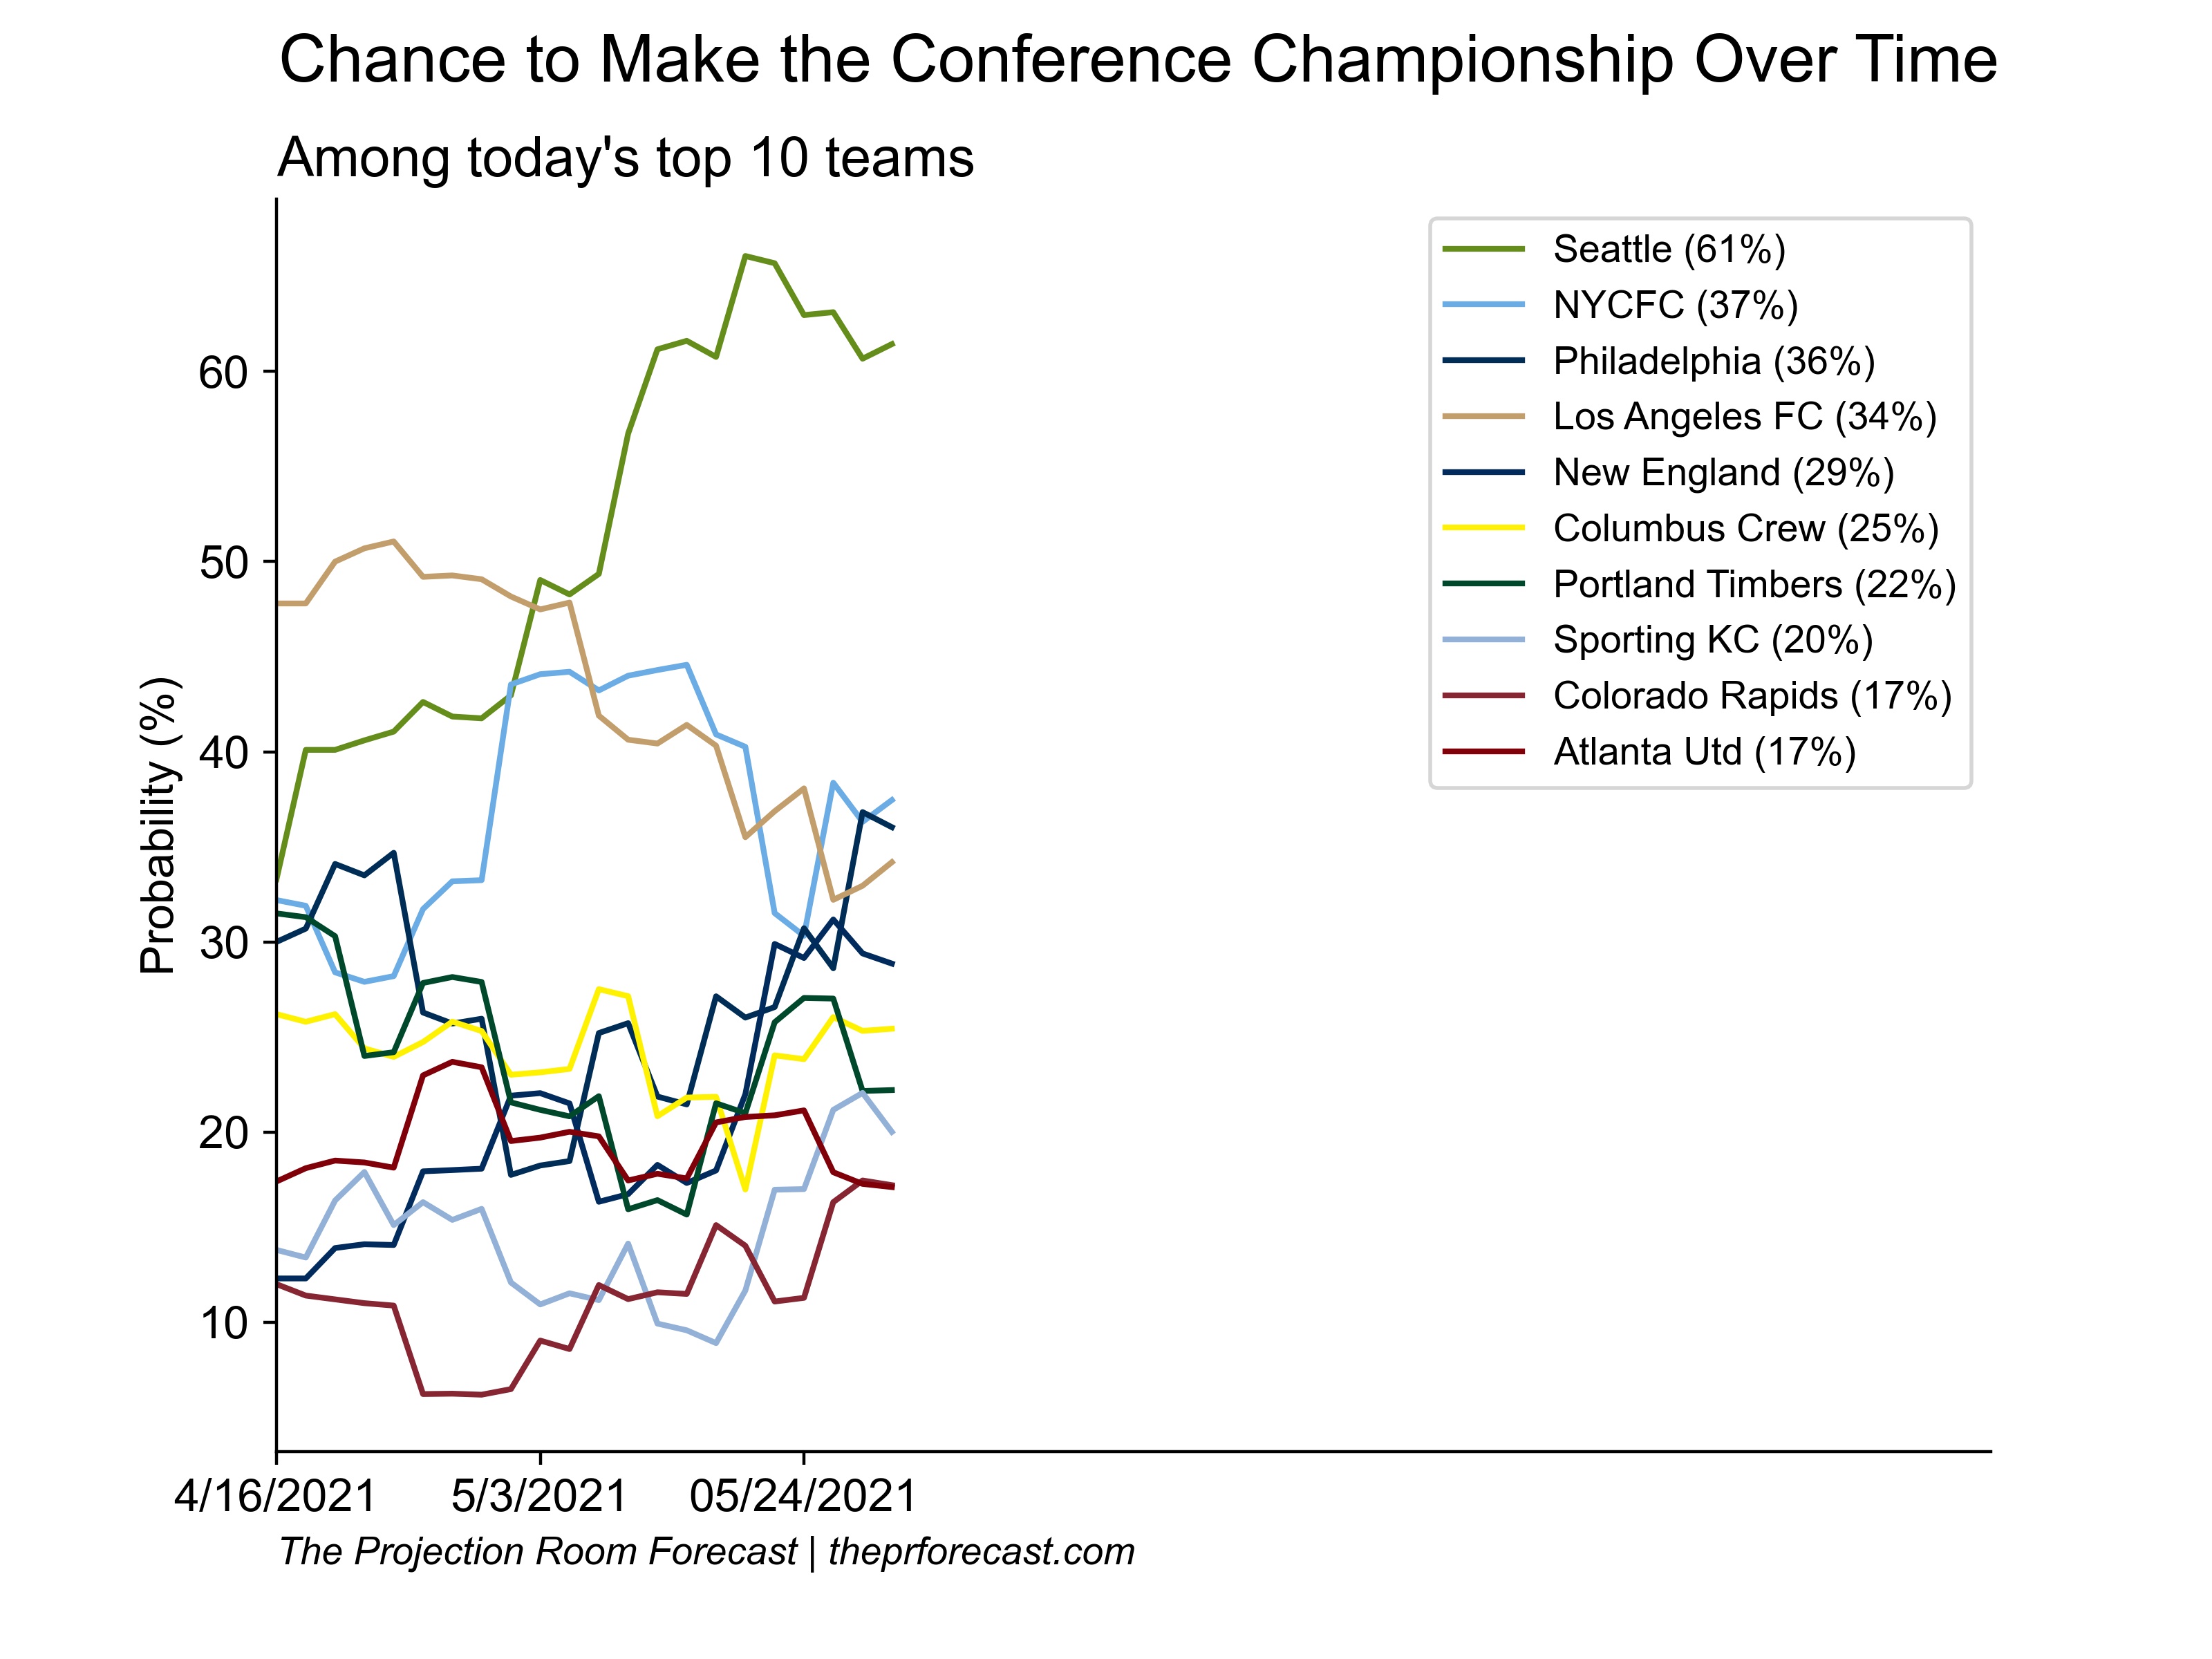 Chance to Make the Conference Championship Over Time
Among today's top 10 teams
Seattle (61%)
NYCFC (37%)
Philadelphia (36%)
Los Angeles FC (34%)
New England (29%)
Columbus Crew (25%)
Portland Timbers (22%)
Sporting KC (20%)
Colorado Rapids (17%)
Atlanta Utd (17%)
Probability (%)
60
50
40
30
20
10
4/16/2021 5/3/2021 05/24/2021
The Projection Room Forecast | theprforecast.com